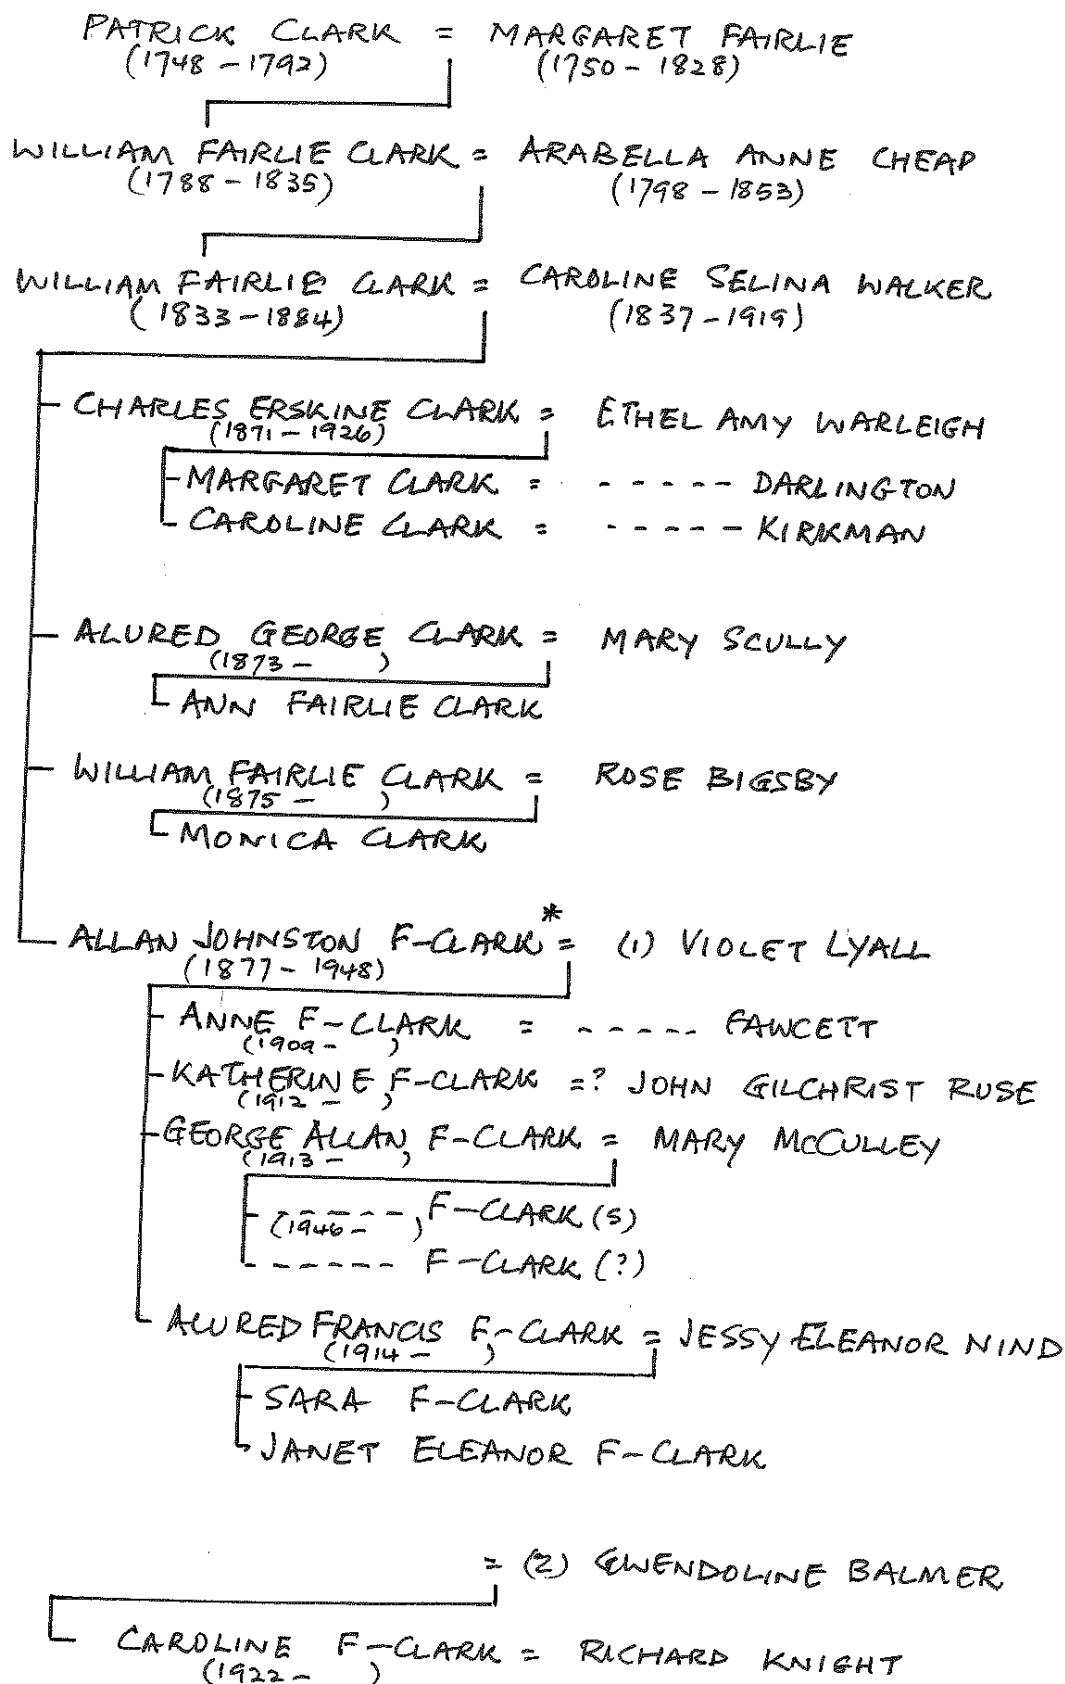 PATRICK CLARK = MARGARET FAIRLIE
(1748 - 1792) (1750 - 1828)
WILLIAM FAIRLIE CLARK = ARABELLA ANNE CHEAP
(1788 - 1835) (1798 - 1853)
WILLIAM FAIRLIE CLARK = CAROLINE SELINA WALKER
(1833 - 1884) (1837 - 1919)
CHARLES ERSKINE CLARK = ETHEL AMY WARLEIGH
(1871 - 1926)
MARGARET CLARK = - - - - - DARLINGTON
CAROLINE CLARK = - - - - - KIRKMAN
ALURED GEORGE CLARK = MARY SCULLY
(1873 - )
ANN FAIRLIE CLARK
WILLIAM FAIRLIE CLARK = ROSE BIGSBY
(1875 - )
MONICA CLARK
ALLAN JOHNSTON F-CLARK* = (1) VIOLET LYALL
(1877 - 1948)
ANNE F-CLARK = - - - - - FAWCETT
(1909 - )
KATHERINE F-CLARK =? JOHN GILCHRIST RUSE
(1912 - )
GEORGE ALLAN F-CLARK = MARY McCULLEY
(1913 - )
- - - - - - F-CLARK (S)
(1946 - )
- - - - - - F-CLARK (?)
ALURED FRANCIS F-CLARK = JESSY ELEANOR NIND
(1914 - )
SARA F-CLARK
JANET ELEANOR F-CLARK
= (2) GWENDOLINE BALMER
CAROLINE F-CLARK = RICHARD KNIGHT
(1922 - )